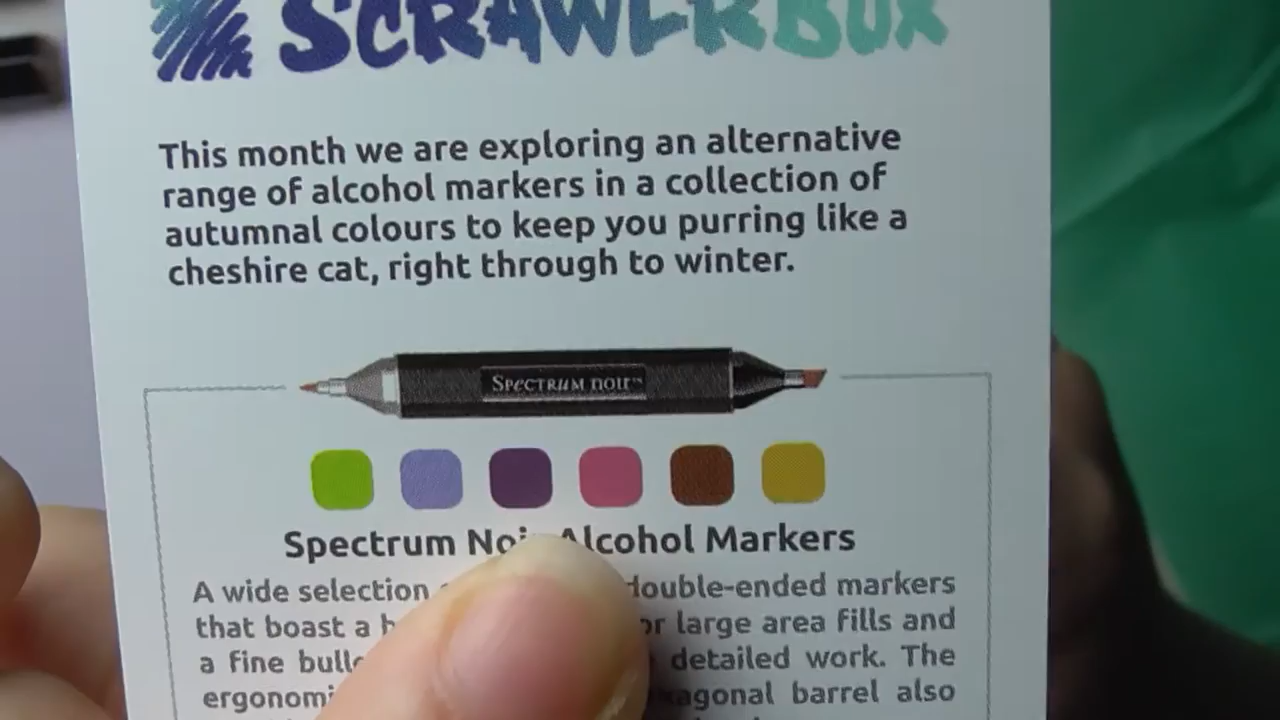 SCRAWLRBOX
This month we are exploring an alternative
range of alcohol markers in a collection of
autumnal colours to keep you purring like a
cheshire cat, right through to winter.
SPECTRUM NOIR™
Spectrum Noir Alcohol Markers
A wide selection double-ended markers
that boast a large area fills and
a fine detailed work. The
barrel also